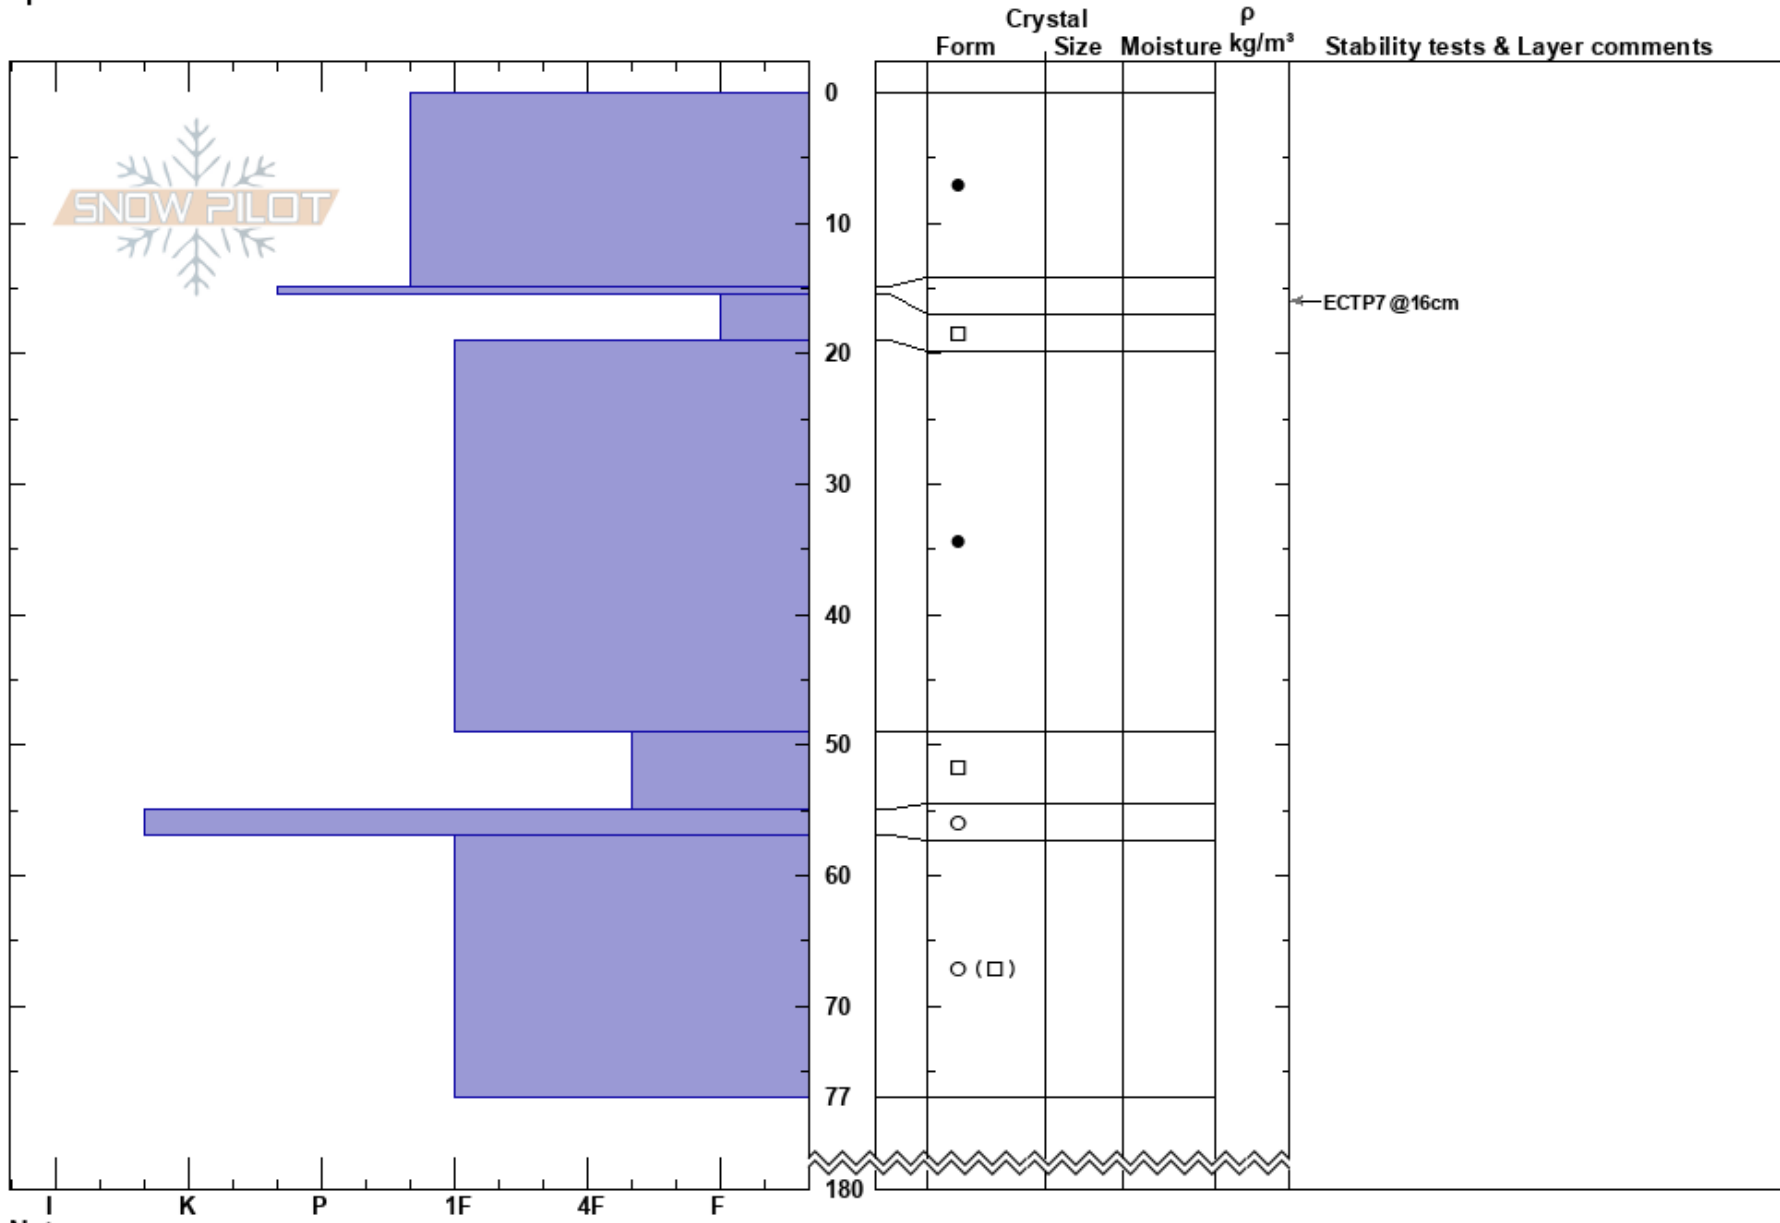 Crystal ρ
Form Size Moisture kg/m³ Stability tests & Layer comments
0
SNOW PILOT
10
ECTP7 @16cm
20
30
40
50
60
( )
70
77
180
I K P 1F 4F F